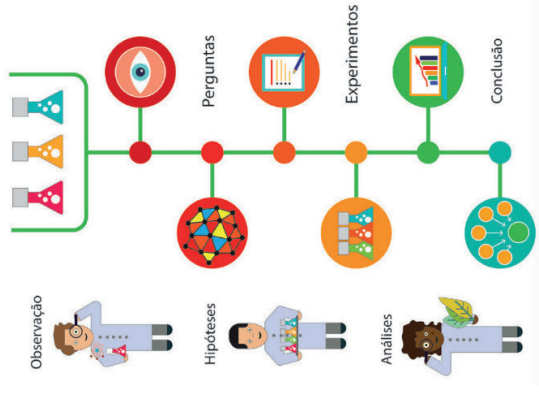 Observação
Perguntas
Hipóteses
Experimentos
Análises
Conclusão